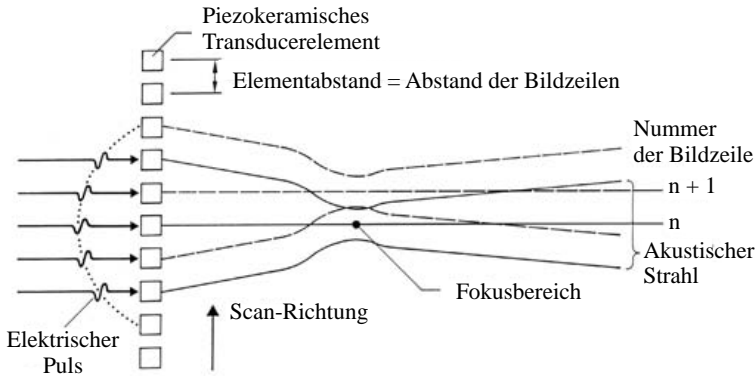 Piezokeramisches
Transducerelement
Elementabstand = Abstand der Bildzeilen
Nummer
der Bildzeile
n + 1
n
Akustischer
Strahl
Fokusbereich
Scan-Richtung
Elektrischer
Puls